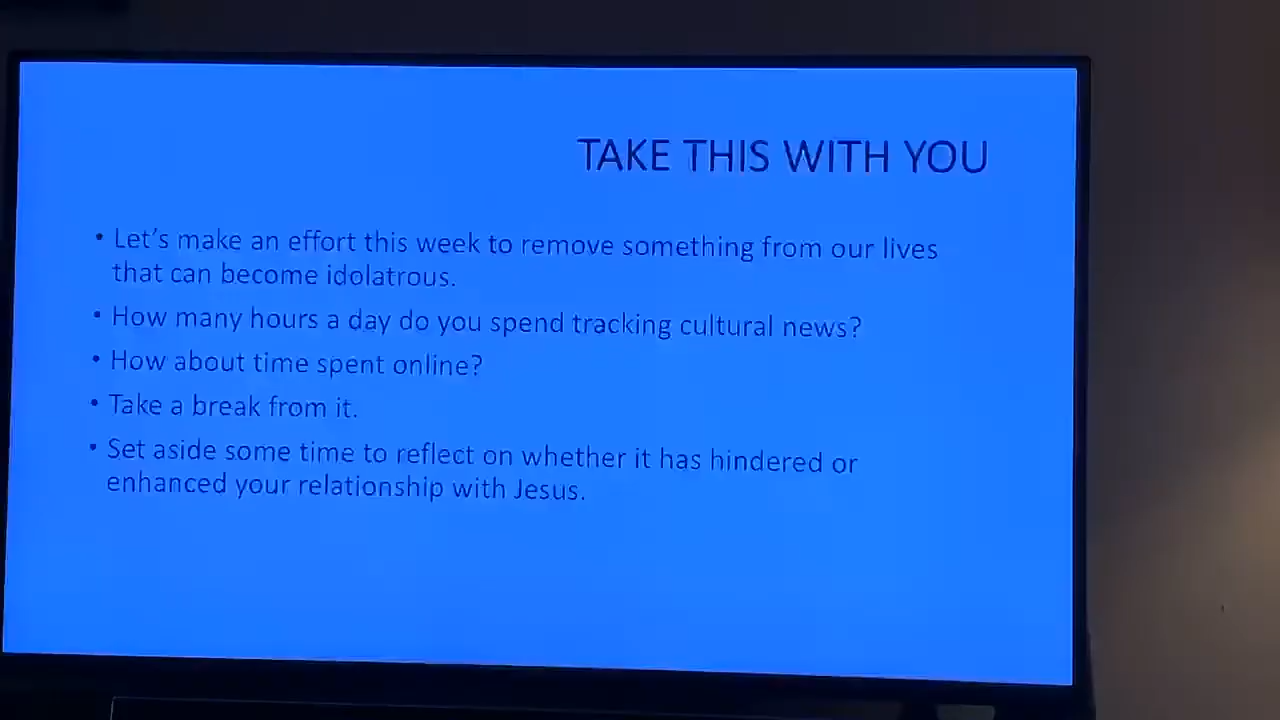 TAKE THIS WITH YOU
• Let's make an effort this week to remove something from our lives
that can become idolatrous.
• How many hours a day do you spend tracking cultural news?
• How about time spent online?
• Take a break from it.
• Set aside some time to reflect on whether it has hindered or
enhanced your relationship with Jesus.